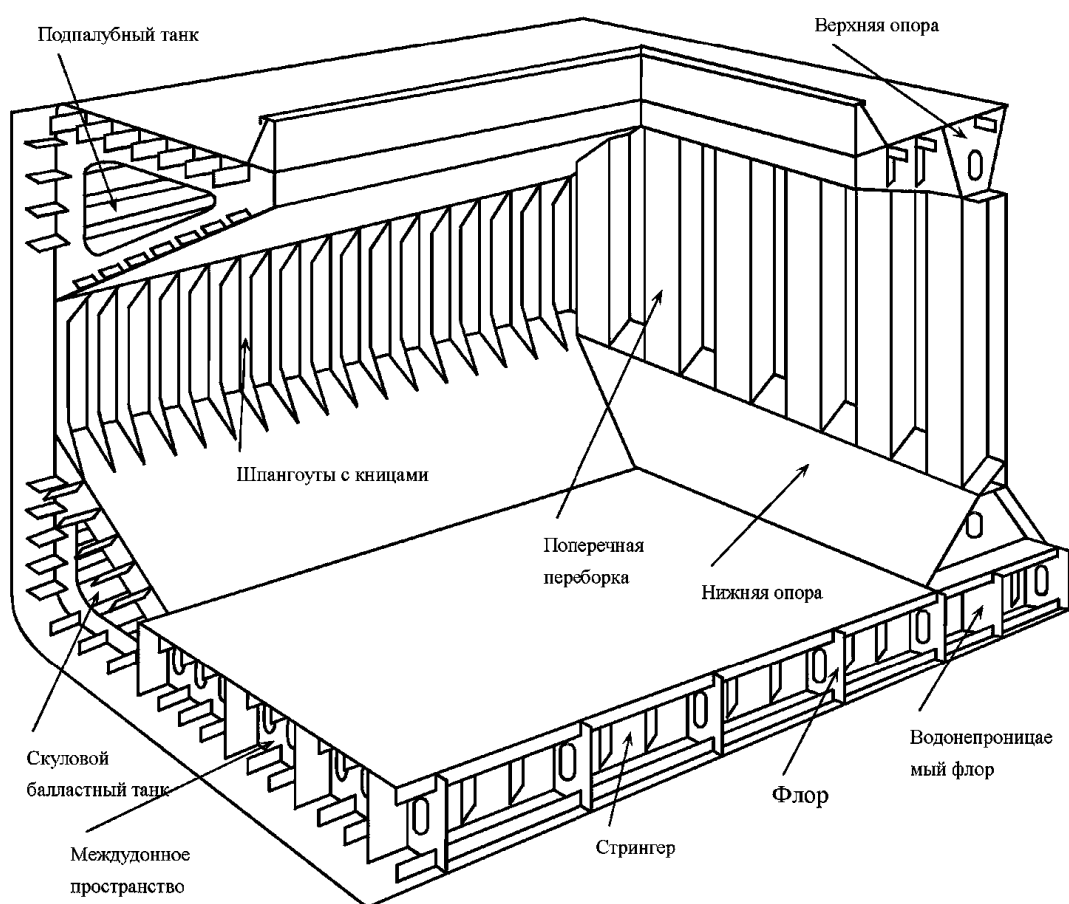 Подпалубный танк
Верхняя опора
Шпангоуты с кницами
Поперечная
переборка
Нижняя опора
Скуловой
балластный танк
Междудонное
пространство
Стрингер
Флор
Водонепроницае
мый флор